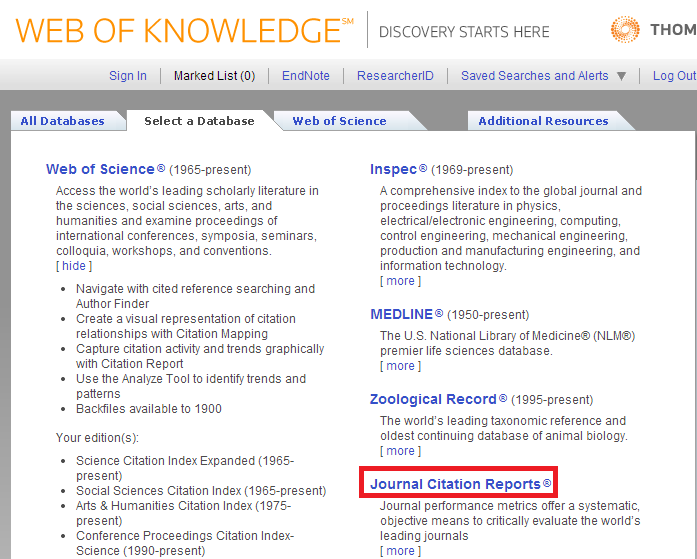 WEB OF KNOWLEDGE℠
DISCOVERY STARTS HERE
THOM
Sign In
Marked List (0)
EndNote
ResearcherID
Saved Searches and Alerts
Log Out
All Databases
Select a Database
Web of Science
Additional Resources
Web of Science® (1965-present)
Access the world's leading scholarly literature in
the sciences, social sciences, arts, and
humanities and examine proceedings of
international conferences, symposia, seminars,
colloquia, workshops, and conventions.
[ hide ]
• Navigate with cited reference searching and
Author Finder
• Create a visual representation of citation
relationships with Citation Mapping
• Capture citation activity and trends graphically
with Citation Report
• Use the Analyze Tool to identify trends and
patterns
• Backfiles available to 1900
Your edition(s):
• Science Citation Index Expanded (1965-
present)
• Social Sciences Citation Index (1965-present)
• Arts & Humanities Citation Index (1975-
present)
• Conference Proceedings Citation Index-
Science (1990-present)
Inspec® (1969-present)
A comprehensive index to the global journal and
proceedings literature in physics,
electrical/electronic engineering, computing,
control engineering, mechanical engineering,
production and manufacturing engineering, and
information technology.
[ more ]
MEDLINE® (1950-present)
The U.S. National Library of Medicine® (NLM®)
premier life sciences database.
[ more ]
Zoological Record® (1995-present)
The world's leading taxonomic reference and
oldest continuing database of animal biology.
[ more ]
Journal Citation Reports®
Journal performance metrics offer a systematic,
objective means to critically evaluate the world's
leading journals
[ more ]